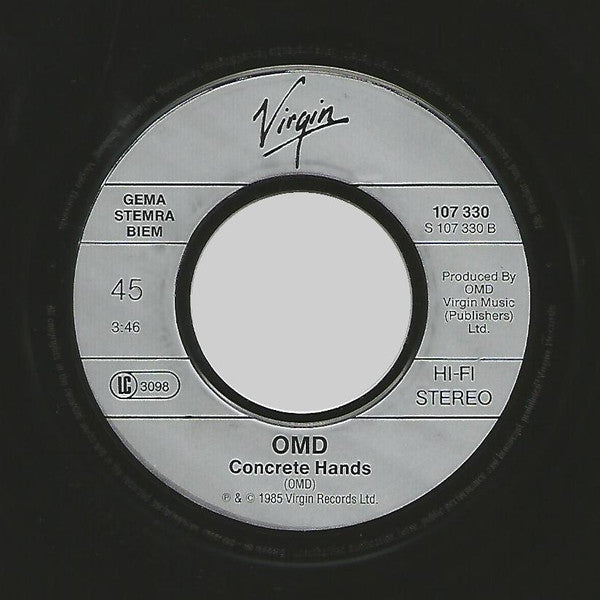 Virgin
GEMA
STEMRA
BIEM
107 330
S 107 330 B
45
3:46
Produced By
OMD
Virgin Music
(Publishers)
Ltd.
LC 3098
HI-FI
STEREO
OMD
Concrete Hands
(OMD)
℗ & © 1985 Virgin Records Ltd.